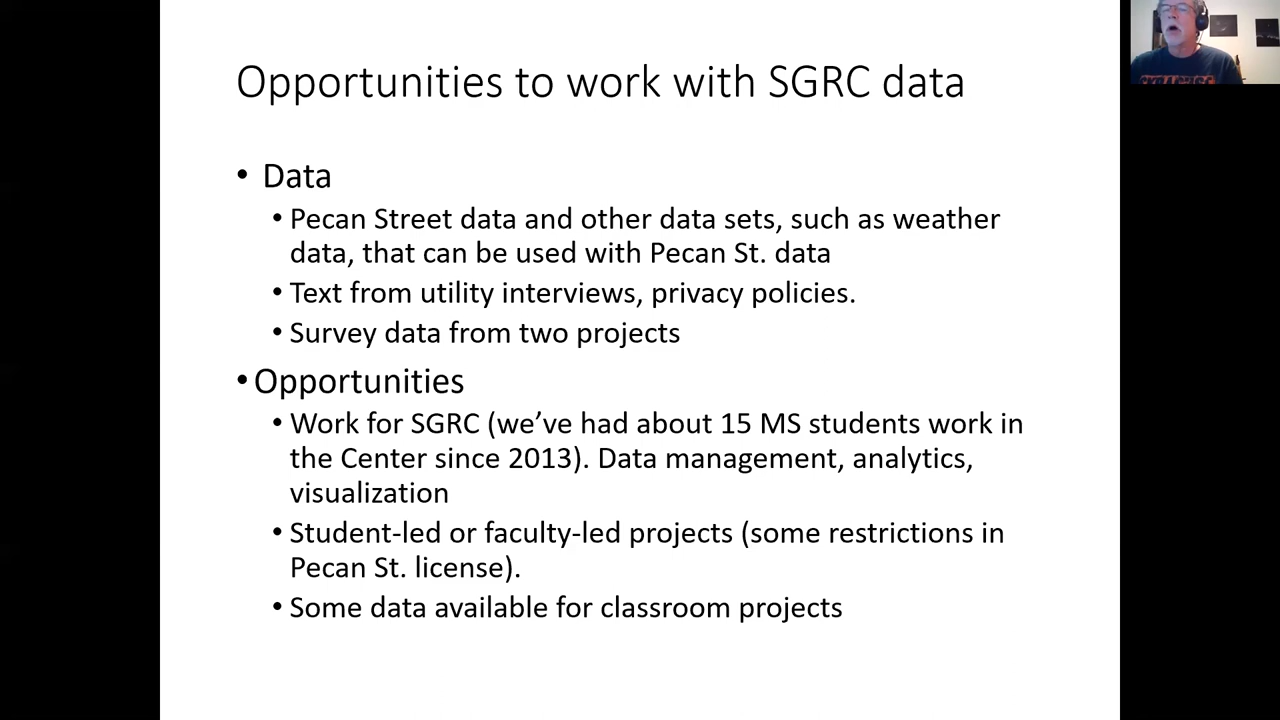 Opportunities to work with SGRC data
• Data
• Pecan Street data and other data sets, such as weather
data, that can be used with Pecan St. data
• Text from utility interviews, privacy policies.
• Survey data from two projects
• Opportunities
• Work for SGRC (we’ve had about 15 MS students work in
the Center since 2013). Data management, analytics,
visualization
• Student-led or faculty-led projects (some restrictions in
Pecan St. license).
• Some data available for classroom projects